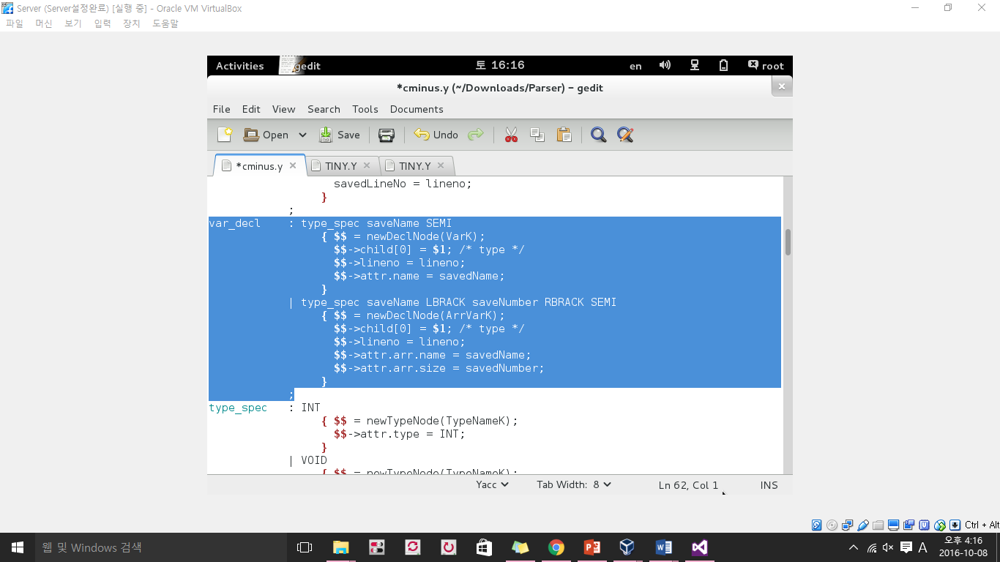 Server (Server설정완료) [실행 중] - Oracle VM VirtualBox
파일 머신 보기 입력 장치 도움말
Activities gedit 토 16:16 en root
*cminus.y (~/Downloads/Parser) - gedit
File Edit View Search Tools Documents
Open Save Undo
*cminus.y TINY.Y TINY.Y
savedLineNo = lineno;
}
;
var_decl : type_spec saveName SEMI
{ $$ = newDeclNode(VarK);
$$->child[0] = $1; /* type */
$$->lineno = lineno;
$$->attr.name = savedName;
}
| type_spec saveName LBRACK saveNumber RBRACK SEMI
{ $$ = newDeclNode(ArrVarK);
$$->child[0] = $1; /* type */
$$->lineno = lineno;
$$->attr.arr.name = savedName;
$$->attr.arr.size = savedNumber;
}
;
type_spec : INT
{ $$ = newTypeNode(TypeNameK);
$$->attr.type = INT;
}
| VOID
{ $$ = newTypeNode(TypeNameK);
Yacc Tab Width: 8 Ln 62, Col 1 INS
Ctrl + Alt
웹 및 Windows 검색
A
오후 4:16
2016-10-08